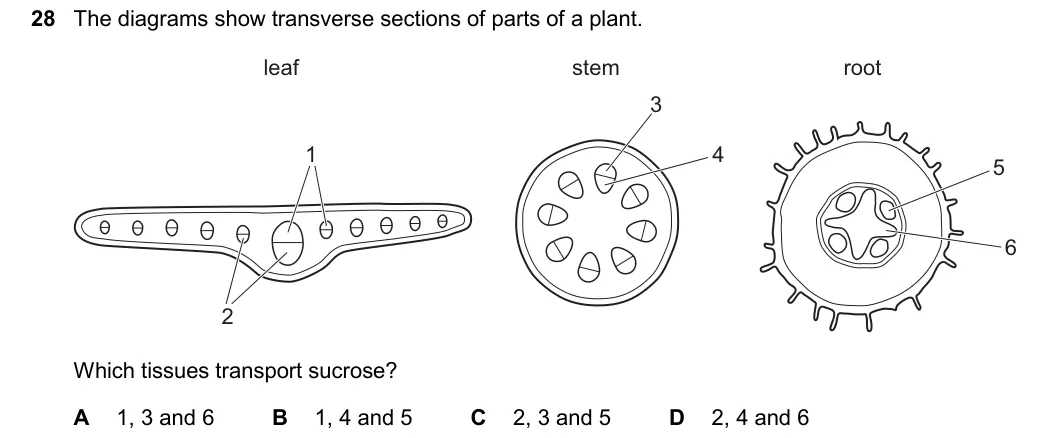 28 The diagrams show transverse sections of parts of a plant.
leaf stem root
3
1
4
5
6
2
Which tissues transport sucrose?
A 1, 3 and 6 B 1, 4 and 5 C 2, 3 and 5 D 2, 4 and 6